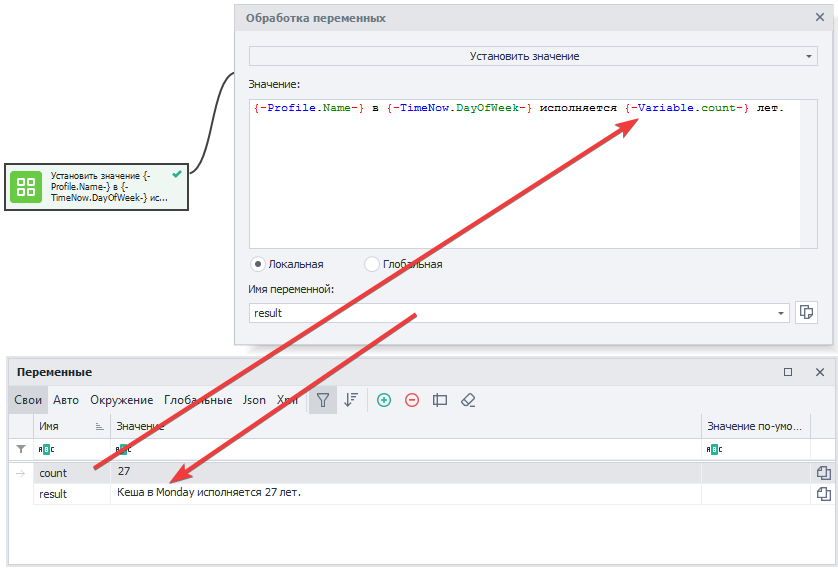 Обработка переменных
Установить значение
Значение:
{-Profile.Name-} в {-TimeNow.DayOfWeek-} исполняется {-Variable.count-} лет.
Установить значение {-
Profile.Name-} в {-
TimeNow.DayOfWeek-} ис...
Локальная Глобальная
Имя переменной:
result
Переменные
Свои Авто Окружение Глобальные Json Xml
Имя Значение Значение по-умо...
ABC ABC ABC
count 27
result Кеша в Monday исполняется 27 лет.